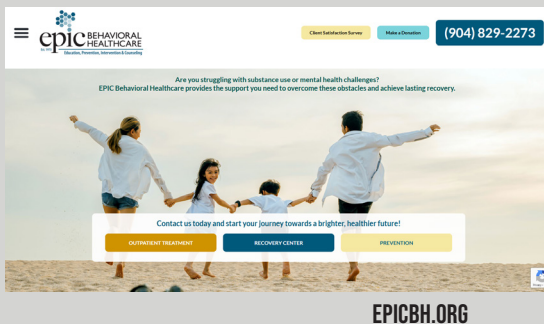 epic BEHAVIORAL
HEALTHCARE
Education, Prevention, Intervention & Counseling
Client Satisfaction Survey
Make a Donation
(904) 829-2273
Are you struggling with substance use or mental health challenges?
EPIC Behavioral Healthcare provides the support you need to overcome these obstacles and achieve lasting recovery.
Contact us today and start your journey towards a brighter, healthier future!
OUTPATIENT TREATMENT
RECOVERY CENTER
PREVENTION
EPICBH.ORG